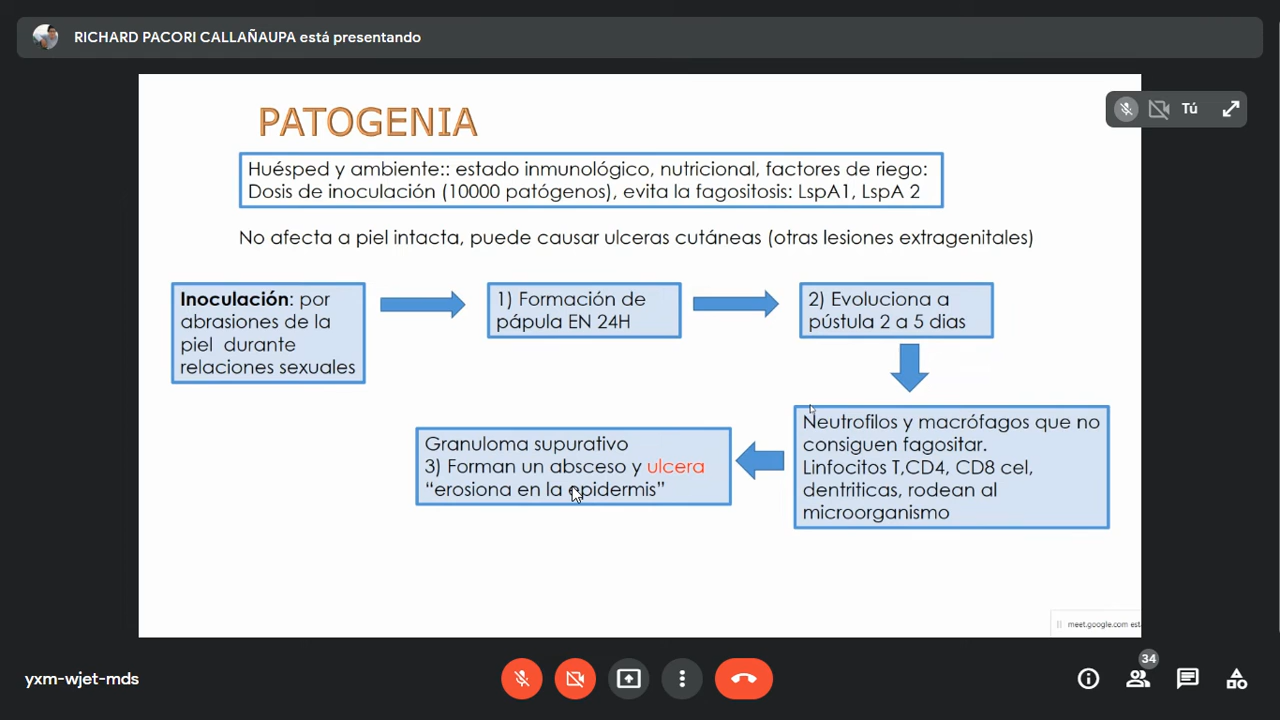 RICHARD PACORI CALLAÑAUPA está presentando
Tú
PATOGENIA
Huésped y ambiente:: estado inmunológico, nutricional, factores de riego:
Dosis de inoculación (10000 patógenos), evita la fagositosis: LspA1, LspA 2
No afecta a piel intacta, puede causar ulceras cutáneas (otras lesiones extragenitales)
Inoculación: por
abrasiones de la
piel durante
relaciones sexuales
1) Formación de
pápula EN 24H
2) Evoluciona a
pústula 2 a 5 dias
Neutrofilos y macrófagos que no
consiguen fagositar.
Linfocitos T,CD4, CD8 cel,
dentriticas, rodean al
microorganismo
Granuloma supurativo
3) Forman un absceso y ulcera
"erosiona en la epidermis"
meet.google.com est
yxm-wjet-mds
34